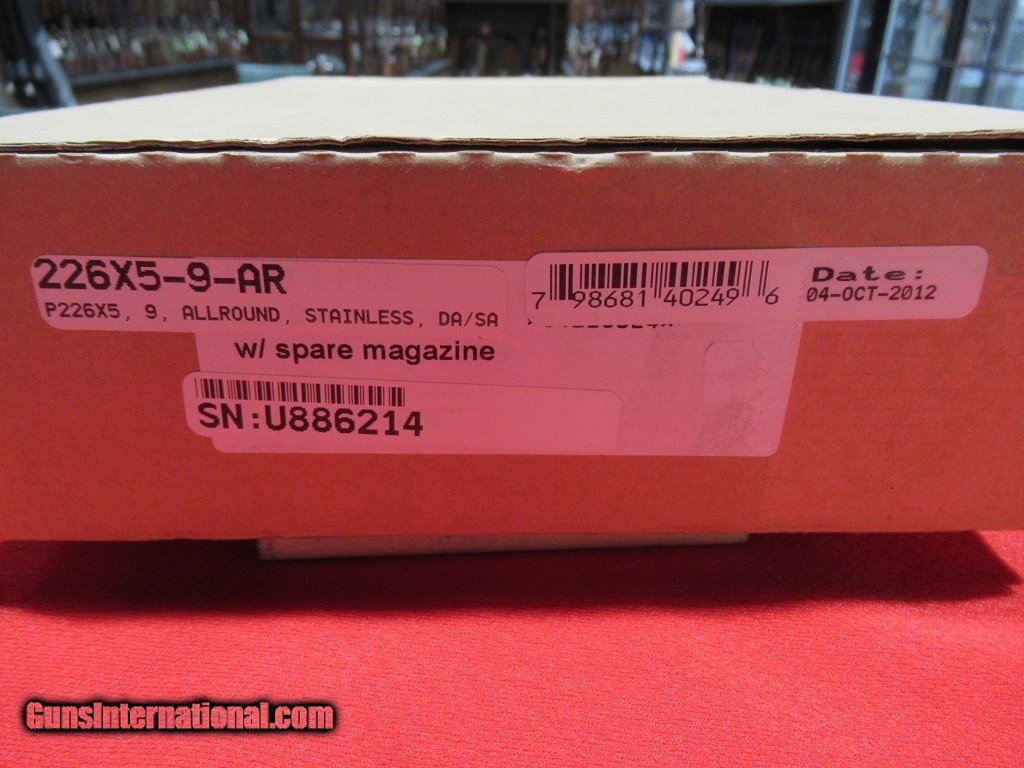 226X5-9-AR
P226X5, 9, ALLROUND, STAINLESS, DA/SA
7 98681 40249 6
Date:
04-OCT-2012
w/ spare magazine
SN:U886214
GunsInternational.com